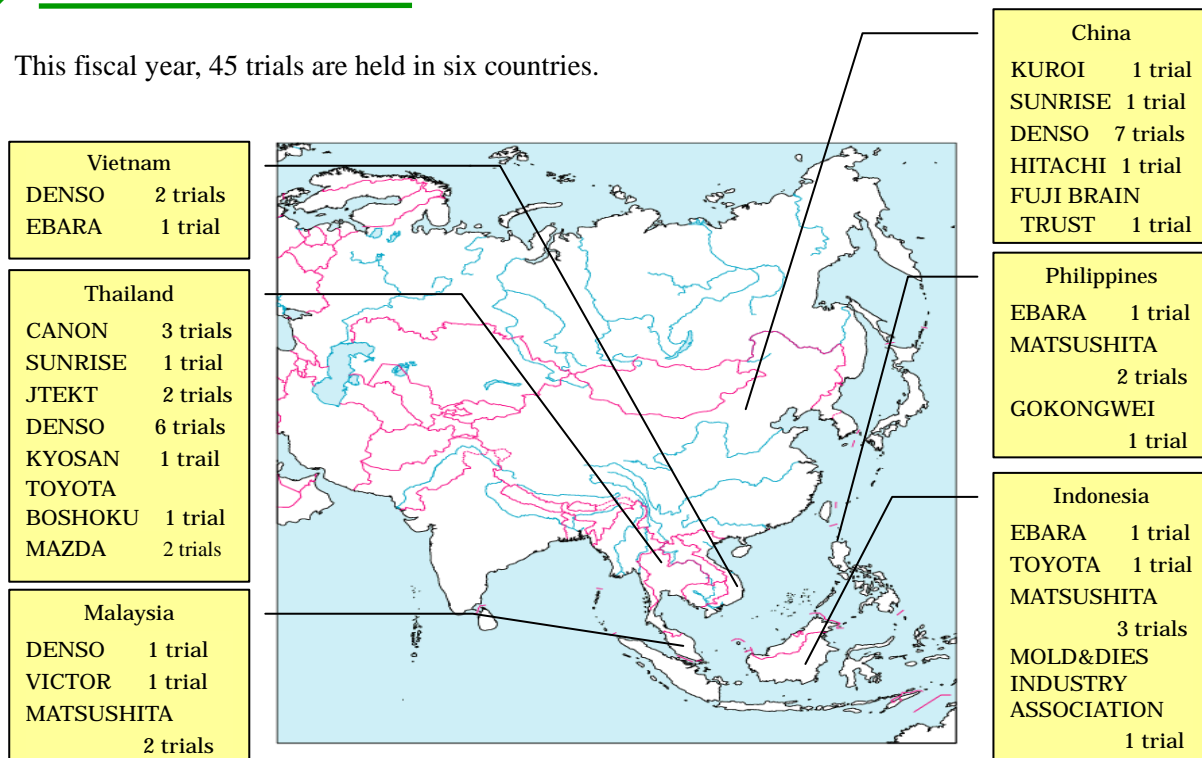 This fiscal year, 45 trials are held in six countries.
Vietnam
DENSO 2 trials
EBARA 1 trial
Thailand
CANON 3 trials
SUNRISE 1 trial
JTEKT 2 trials
DENSO 6 trials
KYOSAN 1 trail
TOYOTA
BOSHOKU 1 trial
MAZDA 2 trials
Malaysia
DENSO 1 trial
VICTOR 1 trial
MATSUSHITA
2 trials
China
KUROI 1 trial
SUNRISE 1 trial
DENSO 7 trials
HITACHI 1 trial
FUJI BRAIN
TRUST 1 trial
Philippines
EBARA 1 trial
MATSUSHITA
2 trials
GOKONGWEI
1 trial
Indonesia
EBARA 1 trial
TOYOTA 1 trial
MATSUSHITA
3 trials
MOLD&DIES
INDUSTRY
ASSOCIATION
1 trial